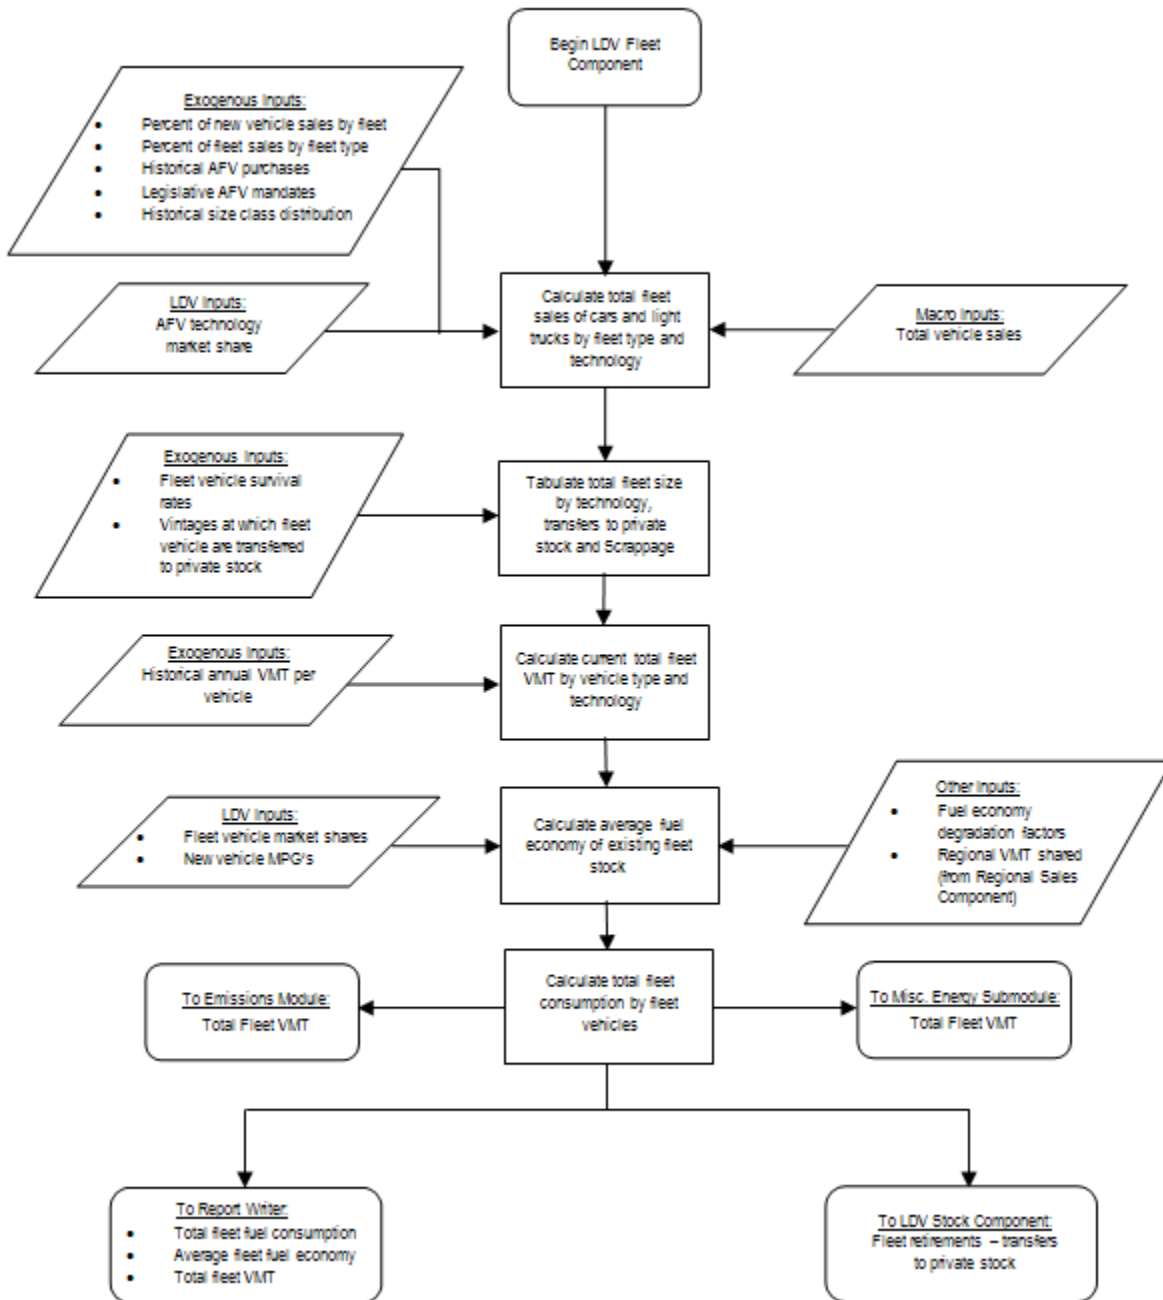 Begin LDV Fleet
Component
Exogenous Inputs:
• Percent of new vehicle sales by fleet
• Percent of fleet sales by fleet type
• Historical AFV purchases
• Legislative AFV mandates
• Historical size class distribution
LDV Inputs:
AFV technology
market share
Calculate total fleet
sales of cars and light
trucks by fleet type and
technology
Macro Inputs:
Total vehicle sales
Exogenous Inputs:
• Fleet vehicle survival
rates
• Vintages at which fleet
vehicle are transferred
to private stock
Tabulate total fleet size
by technology,
transfers to private
stock and Scrappage
Exogenous Inputs:
Historical annual VMT per
vehicle
Calculate current total fleet
VMT by vehicle type and
technology
LDV Inputs:
• Fleet vehicle market shares
• New vehicle MPG's
Calculate average fuel
economy of existing fleet
stock
Other Inputs:
• Fuel economy
degradation factors
• Regional VMT shared
(from Regional Sales
Component)
To Emissions Module:
Total Fleet VMT
Calculate total fleet
consumption by fleet
vehicles
To Misc. Energy Submodule:
Total Fleet VMT
To Report Writer:
• Total fleet fuel consumption
• Average fleet fuel economy
• Total fleet VMT
To LDV Stock Component:
Fleet retirements – transfers
to private stock